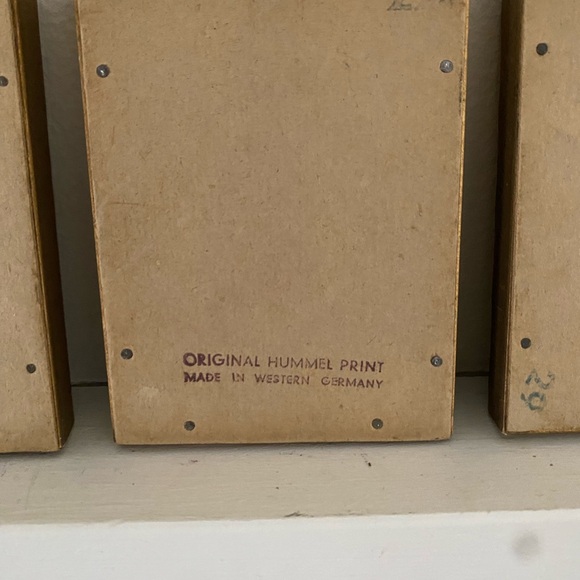 ORIGINAL HUMMEL PRINT
MADE IN WESTERN GERMANY